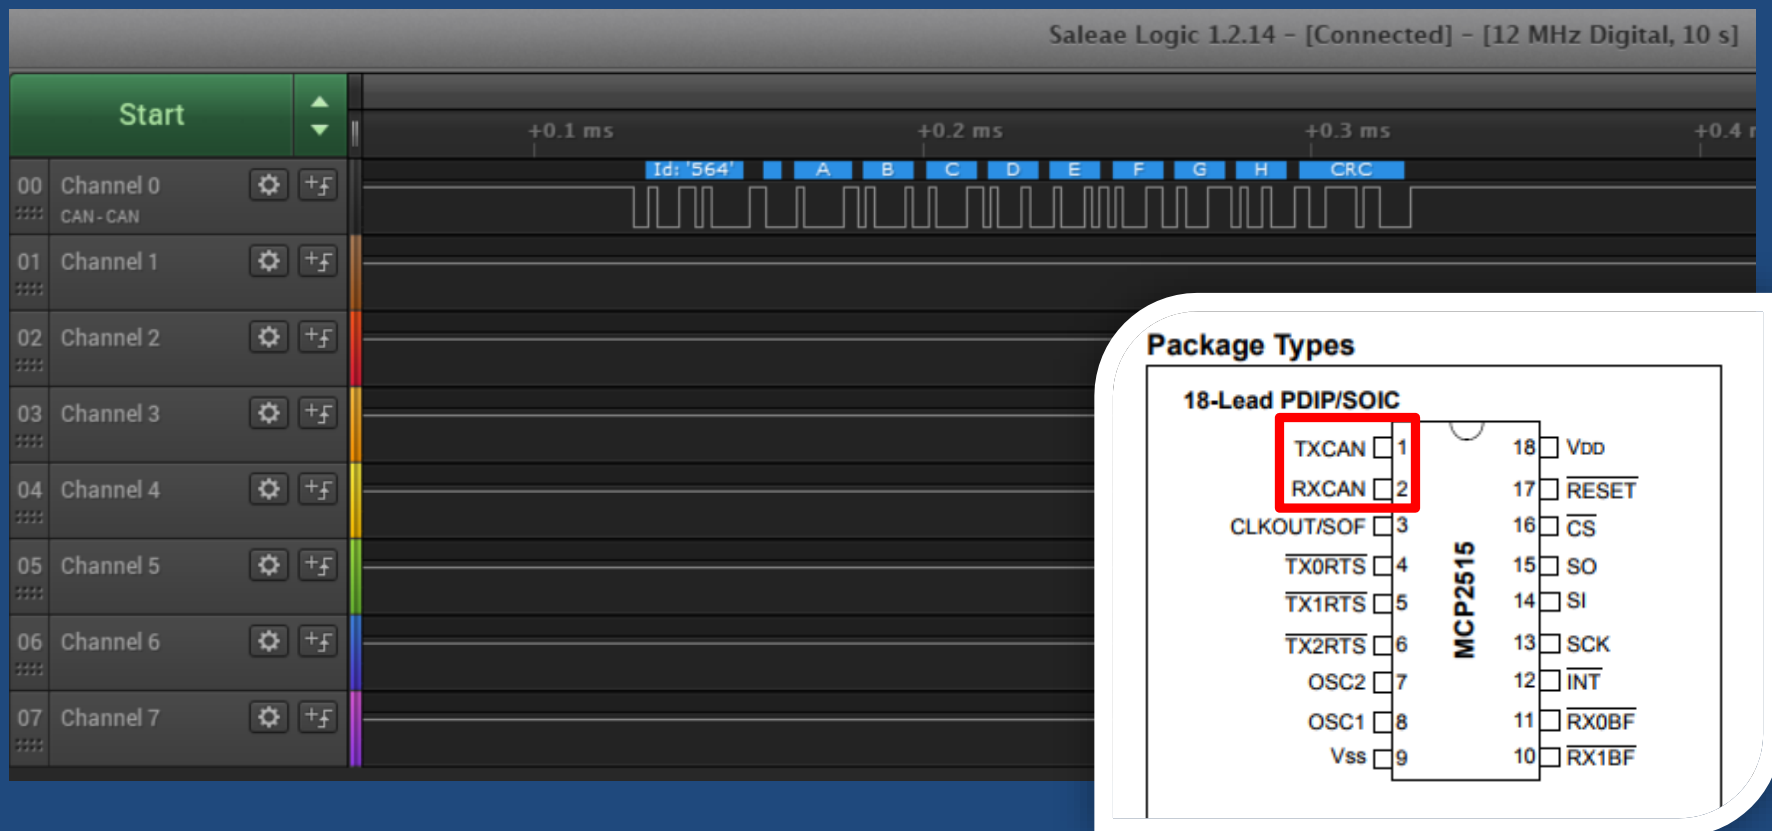 Saleae Logic 1.2.14 – [Connected] – [12 MHz Digital, 10 s]
Start
+0.1 ms +0.2 ms +0.3 ms +0.4
Id: '564' A B C D E F G H CRC
00 Channel 0
CAN - CAN
01 Channel 1
02 Channel 2
03 Channel 3
04 Channel 4
05 Channel 5
06 Channel 6
07 Channel 7
Package Types
18-Lead PDIP/SOIC
TXCAN 1 18 VDD
RXCAN 2 17 RESET
CLKOUT/SOF 3 16 CS
TX0RTS 4 15 SO
TX1RTS 5 14 SI
TX2RTS 6 13 SCK
OSC2 7 12 INT
OSC1 8 11 RX0BF
Vss 9 10 RX1BF
MCP2515